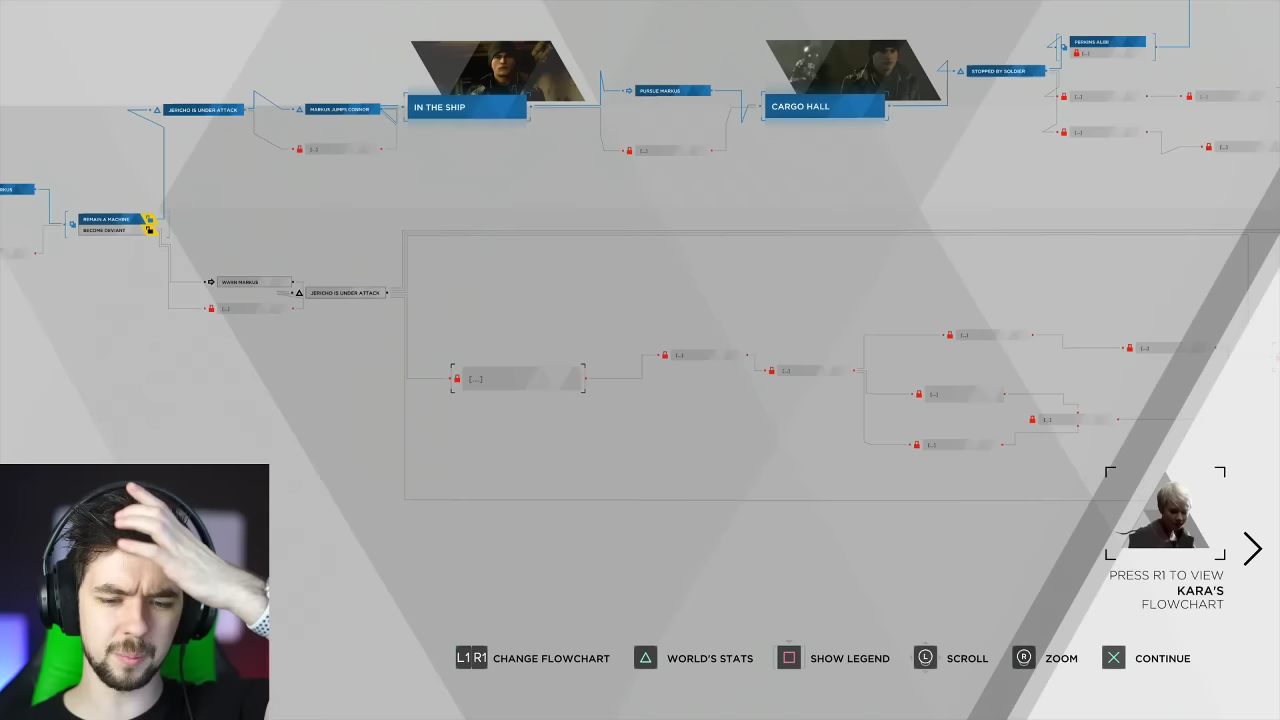 PERKINS ALIBI
[...]
STOPPED BY SOLDIER
PURSUE MARKUS
[...]
[...]
IN THE SHIP
CARGO HALL
JERICHO IS UNDER ATTACK
MARKUS JUMPS CONNOR
[...]
[...]
[...]
[...]
RKUS
REMAIN A MACHINE
BECOME DEVIANT
WARN MARKUS
JERICHO IS UNDER ATTACK
[...]
[...]
[...]
[...]
[...]
[...]
[...]
[...]
[...]
[...]
PRESS R1 TO VIEW
KARA'S
FLOWCHART
L1 R1 CHANGE FLOWCHART WORLD'S STATS SHOW LEGEND L SCROLL R ZOOM CONTINUE